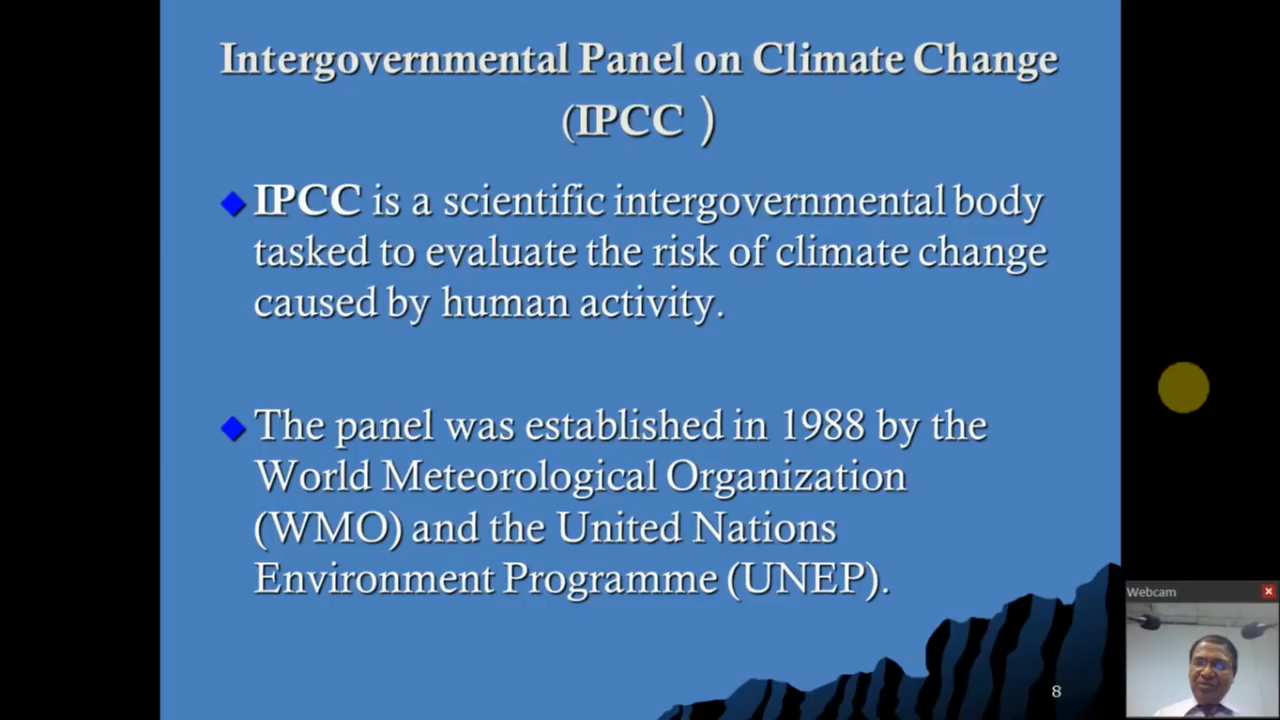 Intergovernmental Panel on Climate Change
(IPCC )
IPCC is a scientific intergovernmental body
tasked to evaluate the risk of climate change
caused by human activity.
The panel was established in 1988 by the
World Meteorological Organization
(WMO) and the United Nations
Environment Programme (UNEP).
Webcam
8